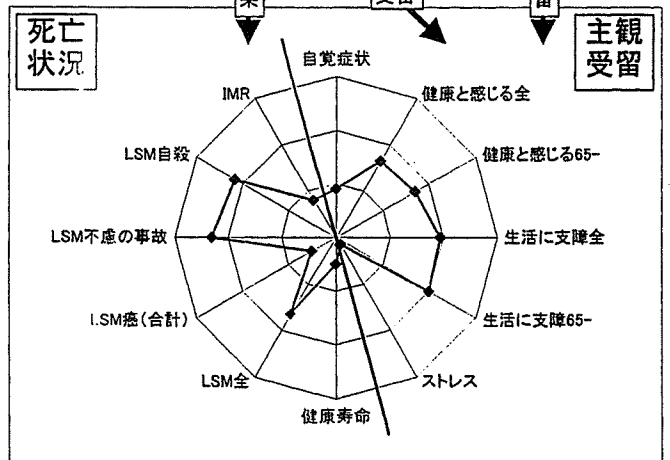 死亡
状況
主観
受留
自覚症状
IMR
健康と感じる全
LSM自殺
健康と感じる65-
LSM不慮の事故
生活に支障全
LSM癌(合計)
生活に支障65-
LSM全
ストレス
健康寿命